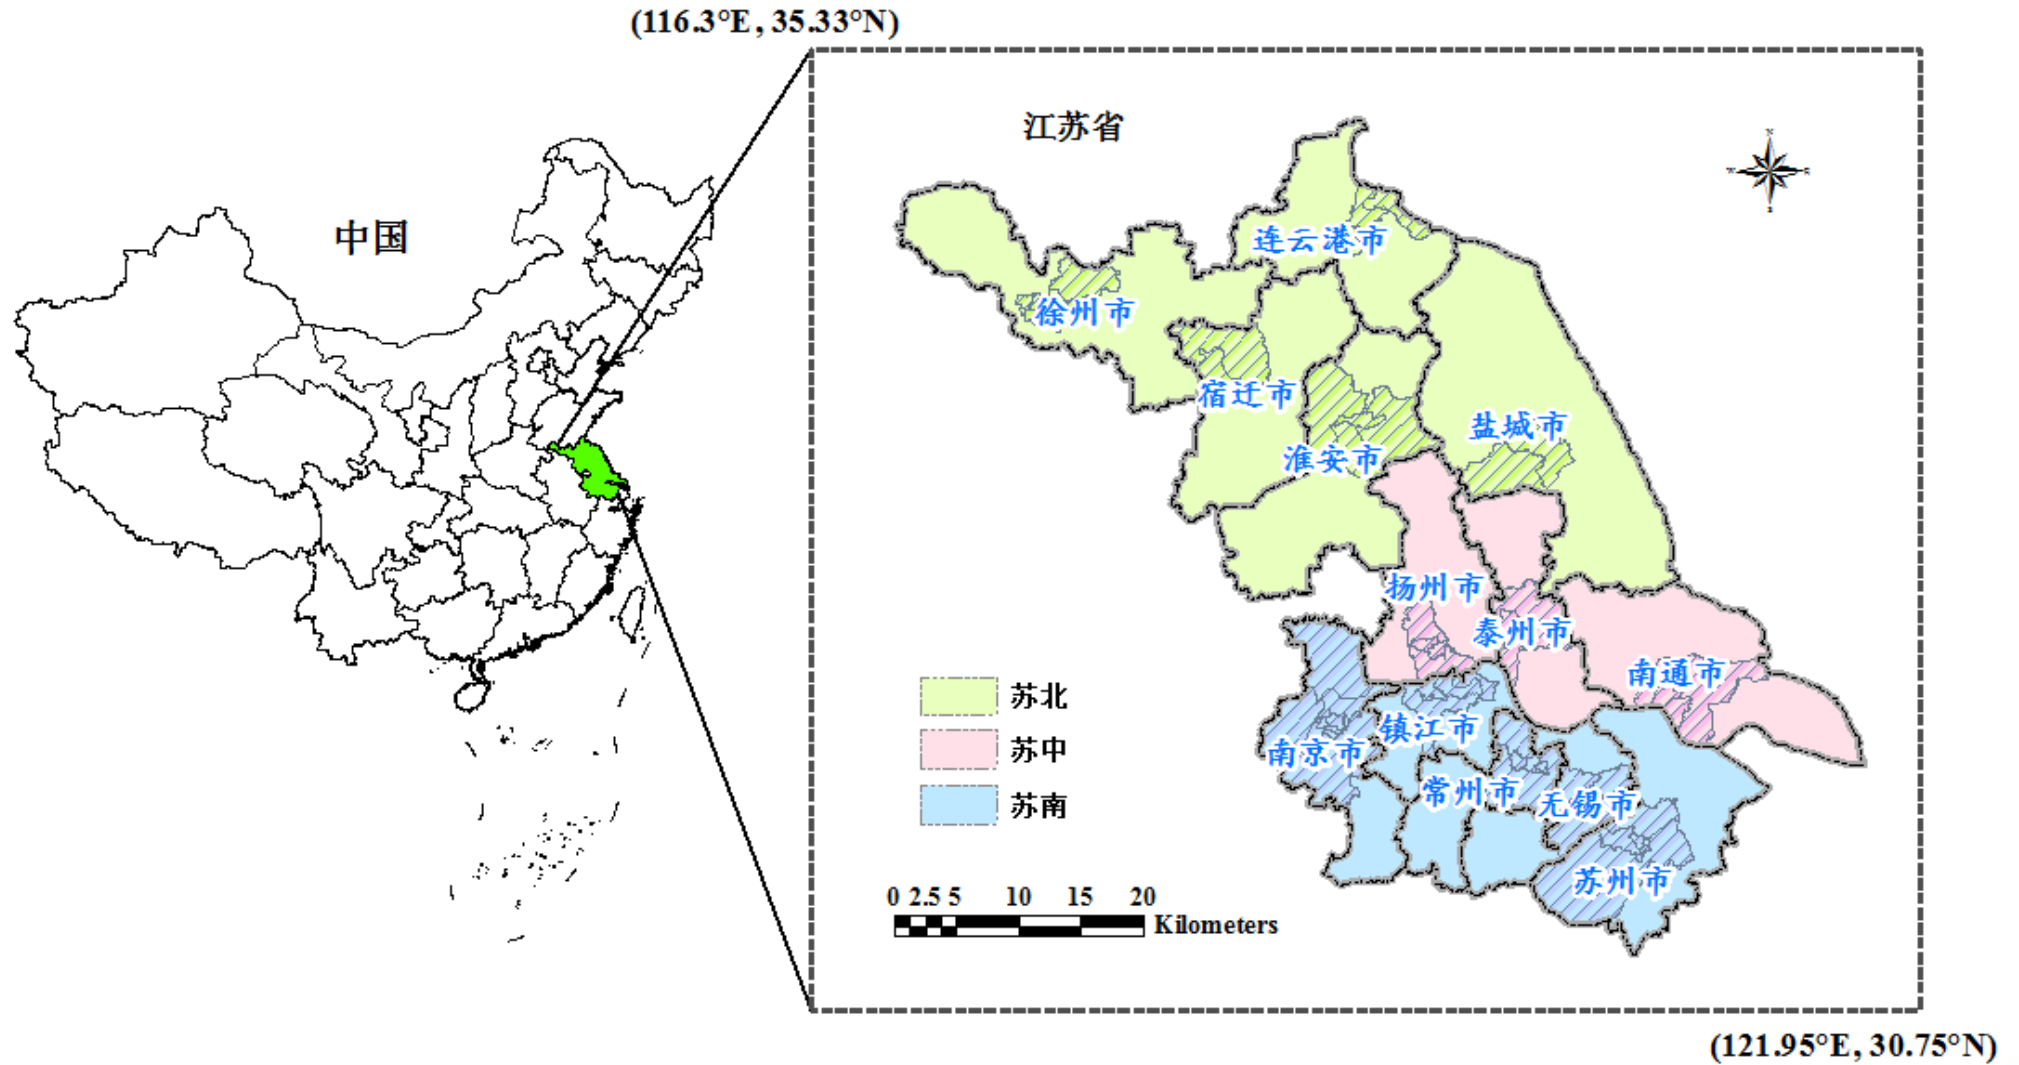 (116.3°E, 35.33°N)
中国
江苏省
N
W
E
S
连云港市
徐州市
宿迁市
淮安市
盐城市
扬州市
泰州市
南通市
镇江市
南京市
常州市
无锡市
苏州市
苏北
苏中
苏南
0 2.5 5 10 15 20
Kilometers
(121.95°E, 30.75°N)